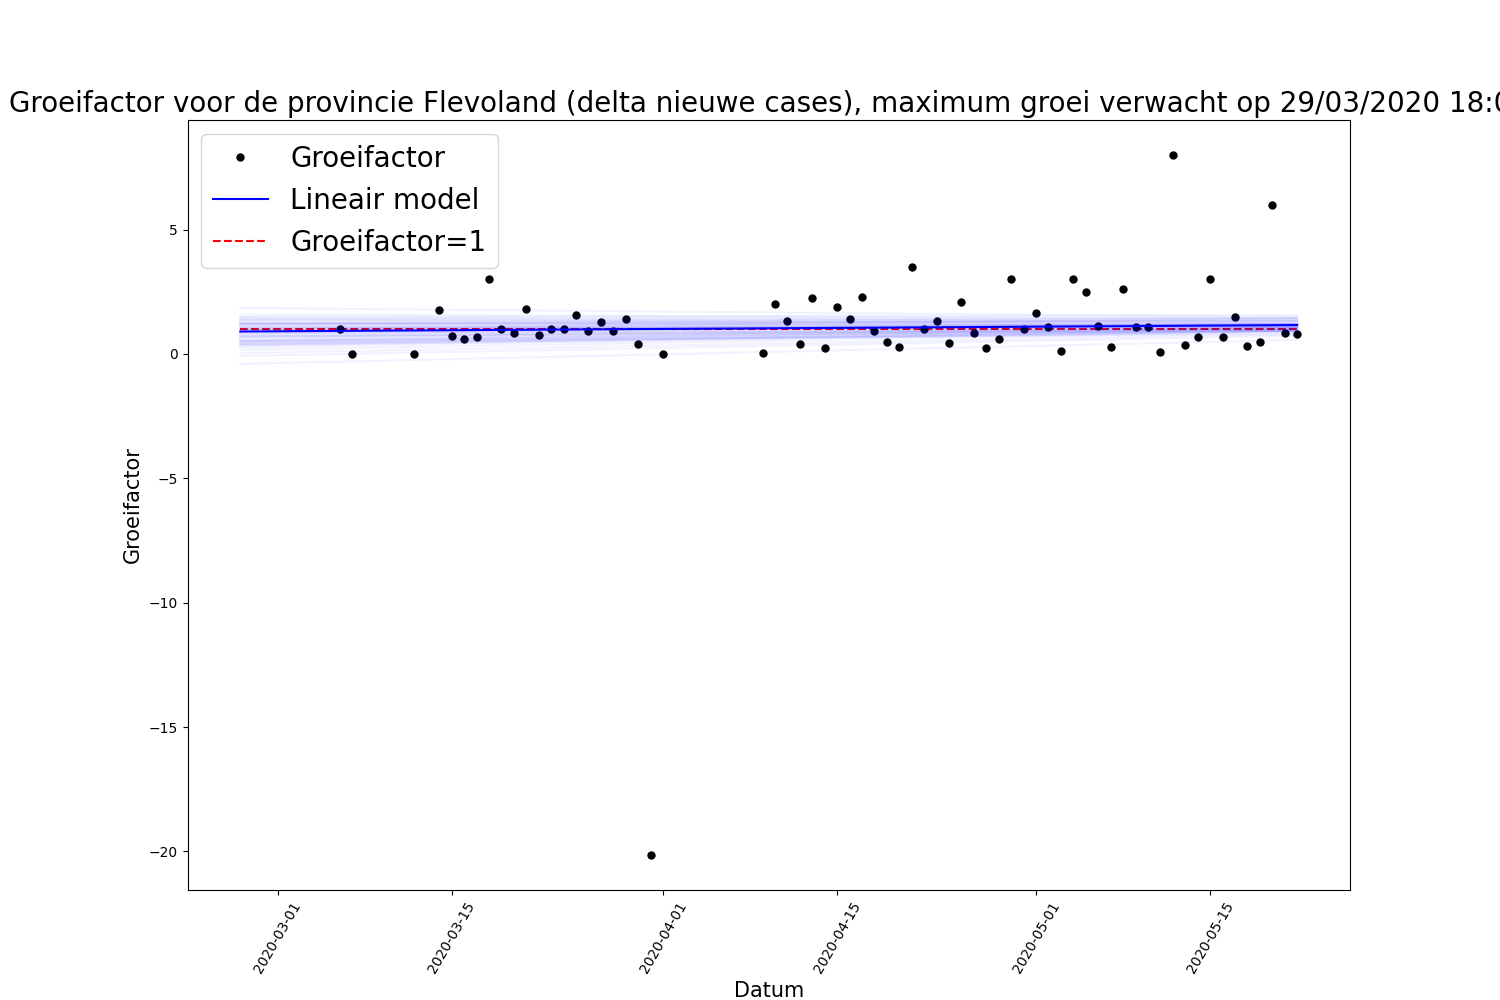 Groeifactor voor de provincie Flevoland (delta nieuwe cases), maximum groei verwacht op 29/03/2020 18:0
Groeifactor
Lineair model
Groeifactor=1
5
0
−5
−10
−15
−20
Groeifactor
2020-03-01
2020-03-15
2020-04-01
2020-04-15
2020-05-01
2020-05-15
Datum